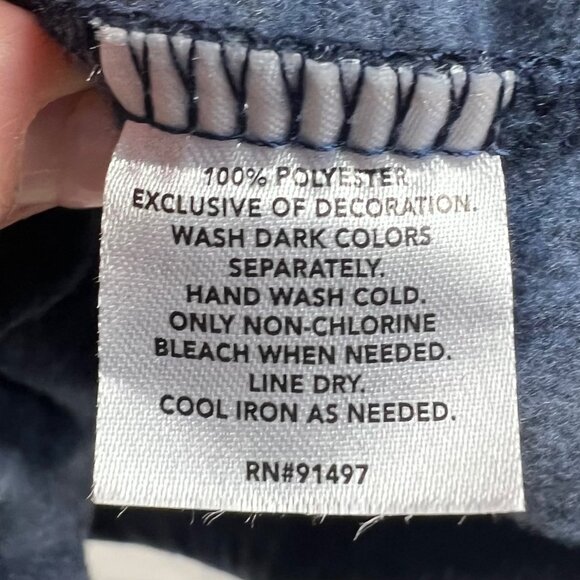 100% POLYESTER
EXCLUSIVE OF DECORATION.
WASH DARK COLORS
SEPARATELY.
HAND WASH COLD.
ONLY NON-CHLORINE
BLEACH WHEN NEEDED.
LINE DRY.
COOL IRON AS NEEDED.
RN#91497